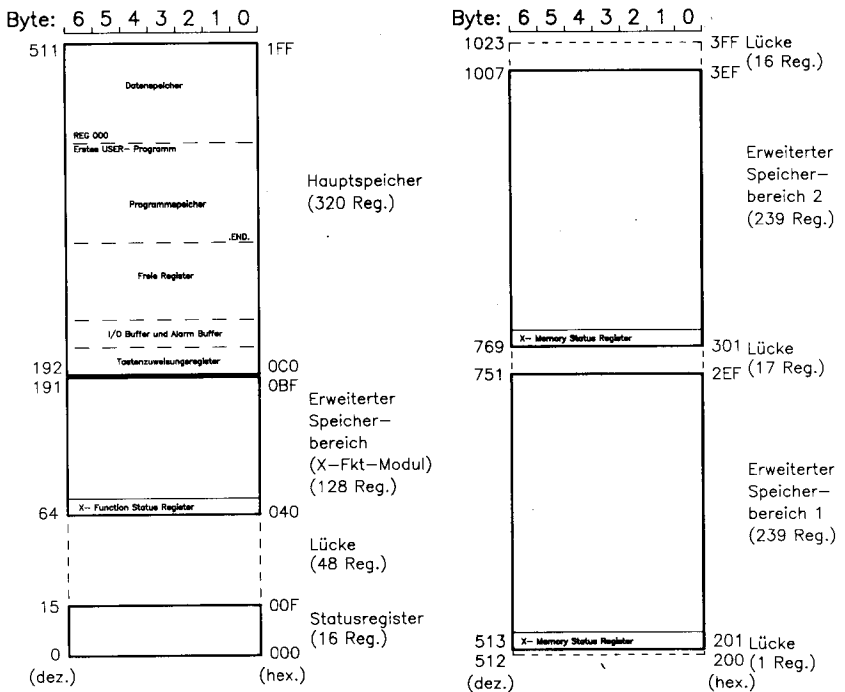 Byte: 6 5 4 3 2 1 0
511 1FF
Datenspeicher
REG 000
Erstes USER- Programm
Hauptspeicher
(320 Reg.)
Programmspeicher
.END.
Freie Register
I/O Buffer und Alarm Buffer
Tastenzuweisungsregister
192 0C0
191 0BF
Erweiterter
Speicher-
bereich
(X-Fkt-Modul)
(128 Reg.)
X- Function Status Register
64 040
Lücke
(48 Reg.)
15 00F
Statusregister
(16 Reg.)
0 000
(dez.) (hex.)
Byte: 6 5 4 3 2 1 0
1023 3FF Lücke
(16 Reg.)
1007 3EF
Erweiterter
Speicher-
bereich 2
(239 Reg.)
X- Memory Status Register
769 301 Lücke
(17 Reg.)
751 2EF
Erweiterter
Speicher-
bereich 1
(239 Reg.)
X- Memory Status Register
513 201 Lücke
512 200 (1 Reg.)
(dez.) (hex.)